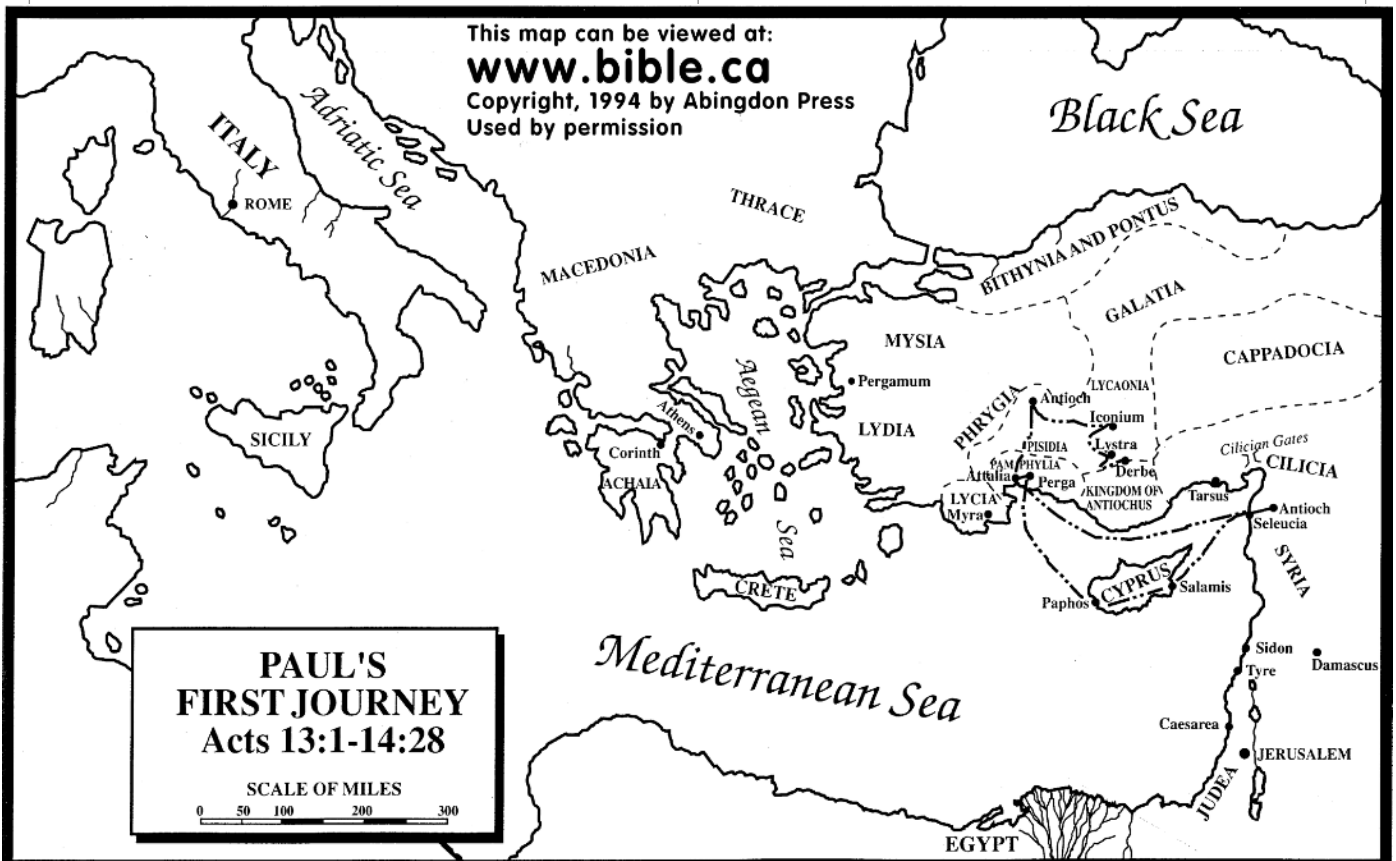 This map can be viewed at:
www.bible.ca
Copyright, 1994 by Abingdon Press
Used by permission
Black Sea
Adriatic Sea
ITALY
ROME
THRACE
MACEDONIA
BITHYNIA AND PONTUS
GALATIA
CAPPADOCIA
MYSIA
Pergamum
LYDIA
Aegean
Sea
PHRYGIA
LYCAONIA
Antioch
Iconium
PISIDIA
Lystra
Derbe
PAMPHYLIA
Attalia
Perga
KINGDOM OF
ANTIOCHUS
LYCIA
Myra
Cilician Gates
CILICIA
Tarsus
Antioch
Seleucia
SYRIA
SICILY
Athens
Corinth
ACHAIA
CRETE
CYPRUS
Paphos
Salamis
Mediterranean Sea
Sidon
Damascus
Tyre
Caesarea
JERUSALEM
JUDEA
EGYPT
PAUL'S
FIRST JOURNEY
Acts 13:1-14:28
SCALE OF MILES
0 50 100 200 300